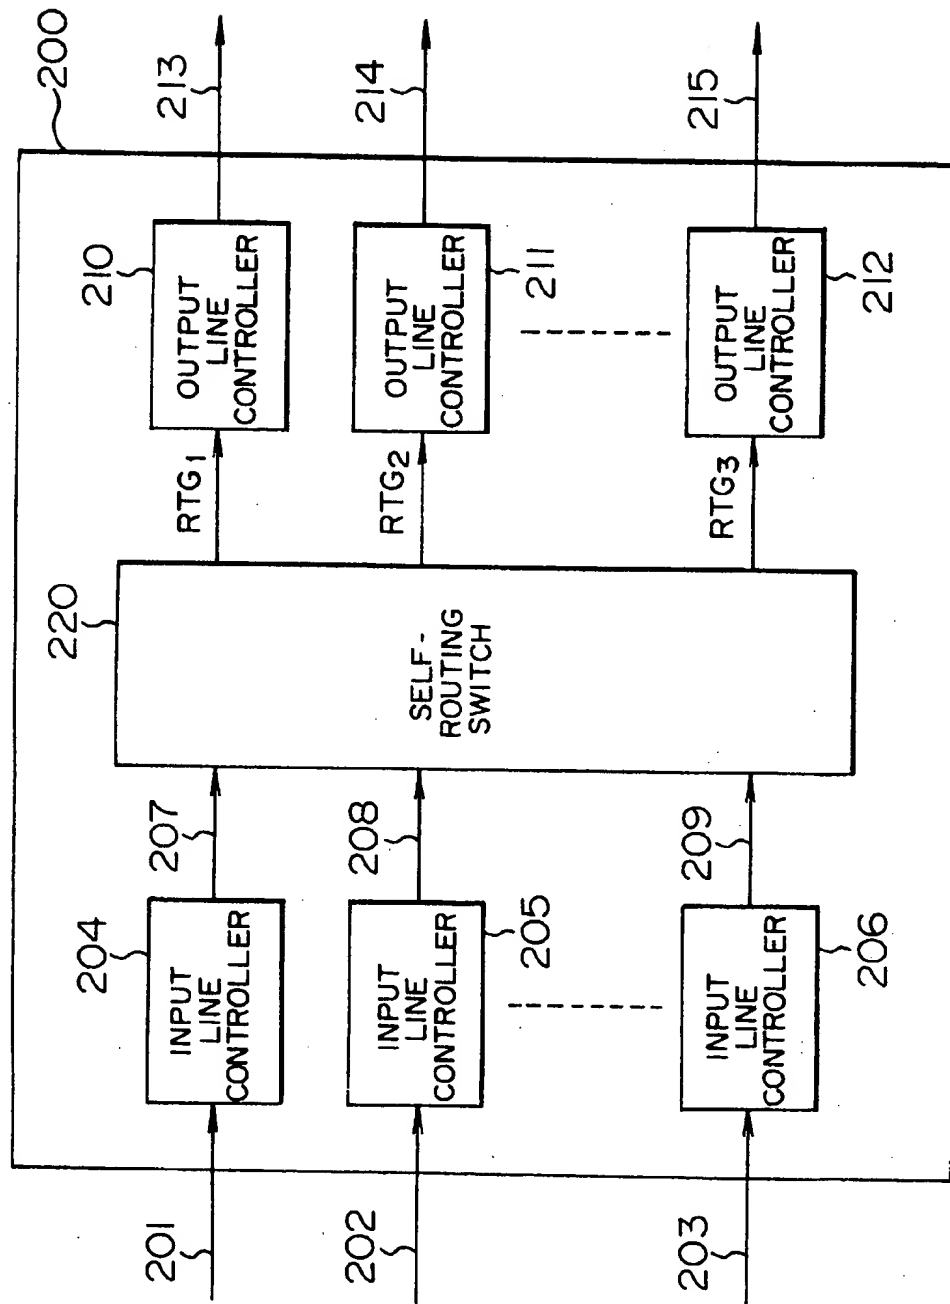 200
201
202
203
INPUT
LINE
CONTROLLER
204
INPUT
LINE
CONTROLLER
205
INPUT
LINE
CONTROLLER
206
207
208
209
220
SELF-
ROUTING
SWITCH
RTG1
RTG2
RTG3
OUTPUT
LINE
CONTROLLER
210
OUTPUT
LINE
CONTROLLER
211
OUTPUT
LINE
CONTROLLER
212
213
214
215